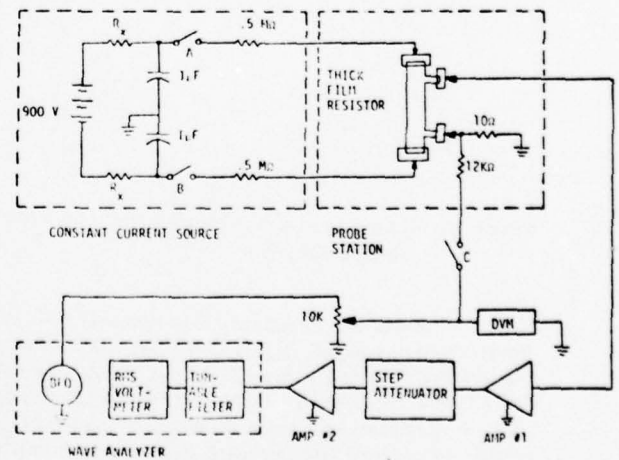 Rx
A
.5 MΩ
1μF
900 V
1μF
Rx
B
.5 MΩ
THICK
FILM
RESISTOR
10Ω
12KΩ
CONSTANT CURRENT SOURCE
PROBE
STATION
C
10K
DVM
BFO
RMS
VOLT-
METER
TUN-
ABLE
FILTER
STEP
ATTENUATOR
AMP #2
AMP #1
WAVE ANALYZER